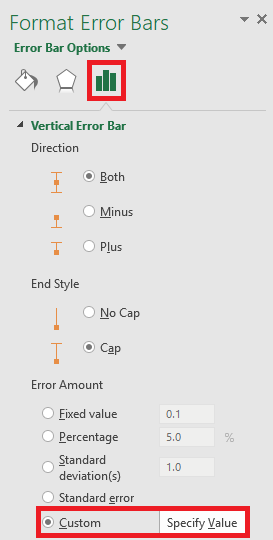 Format Error Bars
Error Bar Options
Vertical Error Bar
Direction
Both
Minus
Plus
End Style
No Cap
Cap
Error Amount
Fixed value 0.1
Percentage 5.0 %
Standard
deviation(s) 1.0
Standard error
Custom Specify Value